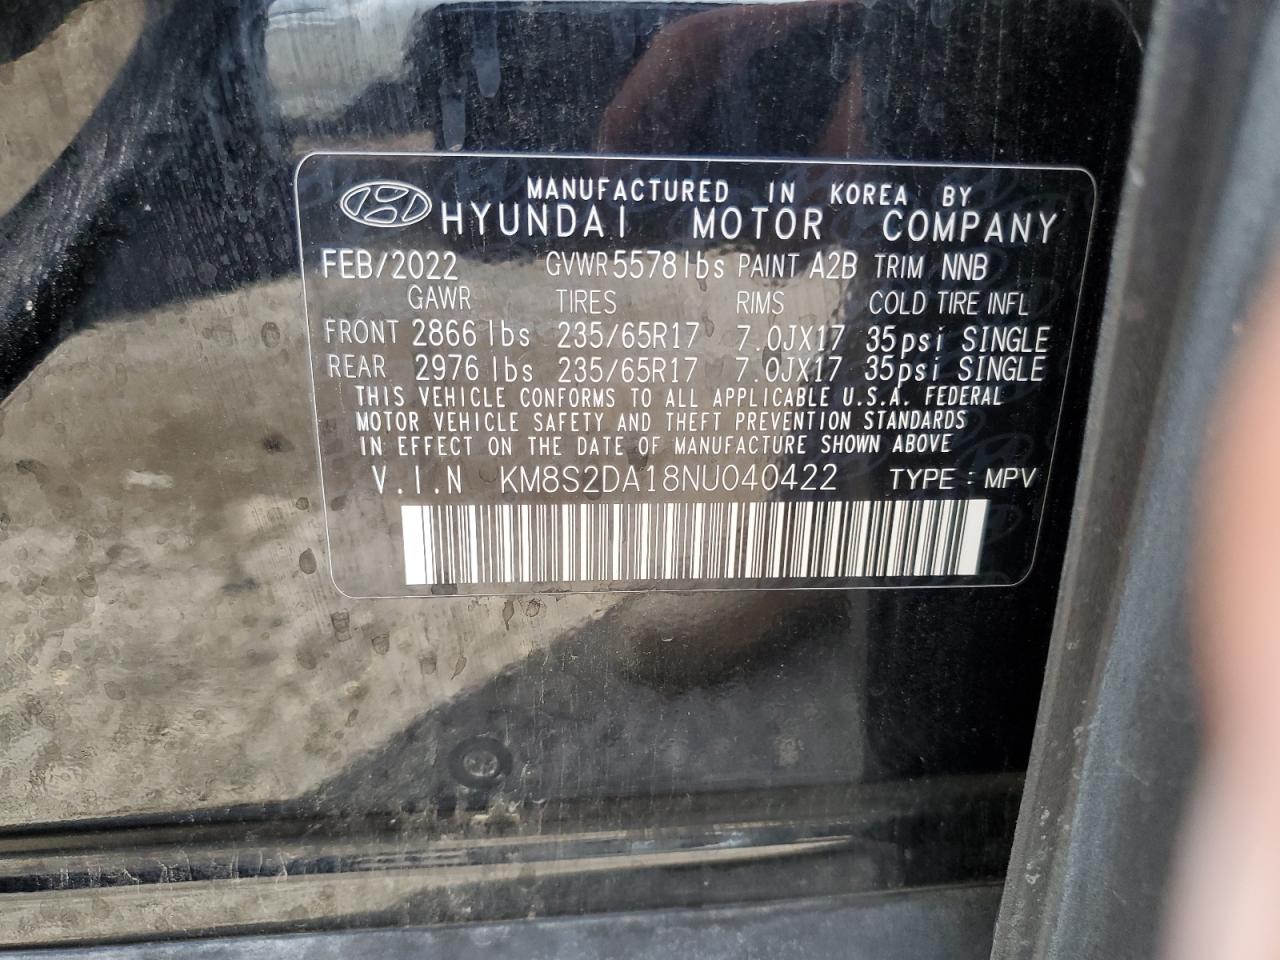 MANUFACTURED IN KOREA BY
HYUNDAI MOTOR COMPANY
FEB/2022 GVWR 5578 lbs PAINT A2B TRIM NNB
GAWR TIRES RIMS COLD TIRE INFL
FRONT 2866 lbs 235/65R17 7.0JX17 35psi SINGLE
REAR 2976 lbs 235/65R17 7.0JX17 35psi SINGLE
THIS VEHICLE CONFORMS TO ALL APPLICABLE U.S.A. FEDERAL
MOTOR VEHICLE SAFETY AND THEFT PREVENTION STANDARDS
IN EFFECT ON THE DATE OF MANUFACTURE SHOWN ABOVE
V.I.N KM8S2DA18NU040422 TYPE : MPV